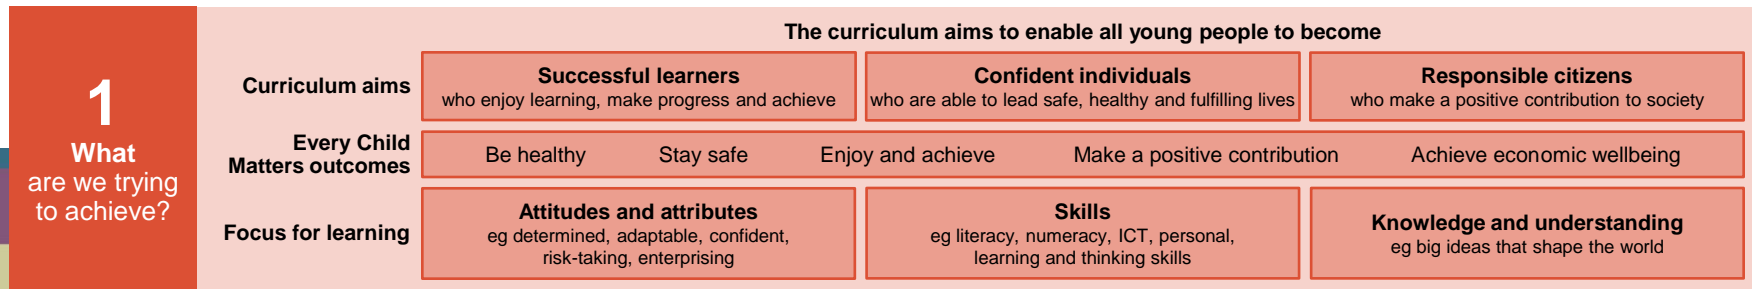 1
What
are we trying
to achieve?
The curriculum aims to enable all young people to become
Curriculum aims
Successful learners
who enjoy learning, make progress and achieve
Confident individuals
who are able to lead safe, healthy and fulfilling lives
Responsible citizens
who make a positive contribution to society
Every Child
Matters outcomes
Be healthy
Stay safe
Enjoy and achieve
Make a positive contribution
Achieve economic wellbeing
Focus for learning
Attitudes and attributes
eg determined, adaptable, confident,
risk-taking, enterprising
Skills
eg literacy, numeracy, ICT, personal,
learning and thinking skills
Knowledge and understanding
eg big ideas that shape the world